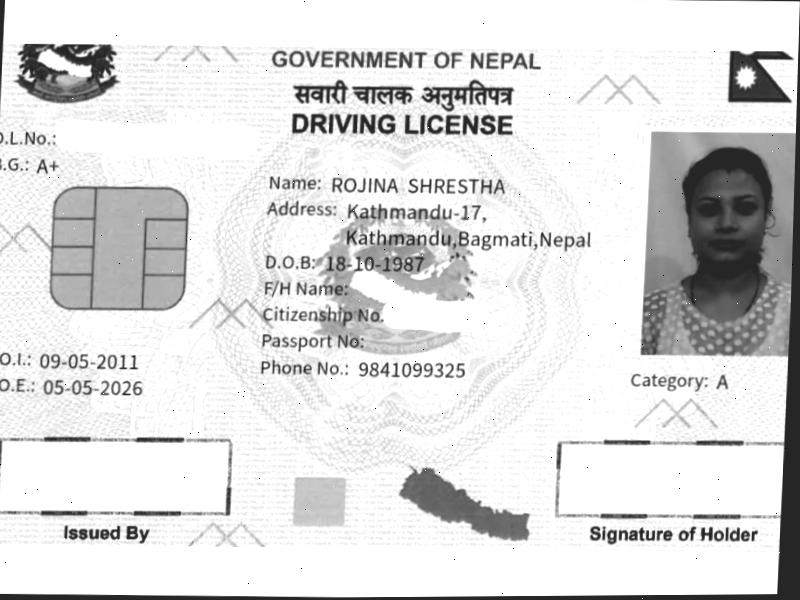 GOVERNMENT OF NEPAL
सवारी चालक अनुमतिपत्र
DRIVING LICENSE
D.L.No.:
B.G.: A+
Name: ROJINA SHRESTHA
Address: Kathmandu-17,
Kathmandu,Bagmati,Nepal
D.O.B: 18-10-1987
F/H Name:
Citizenship No.
Passport No:
Phone No.: 9841099325
D.O.I.: 09-05-2011
D.O.E.: 05-05-2026
Category: A
Issued By
Signature of Holder